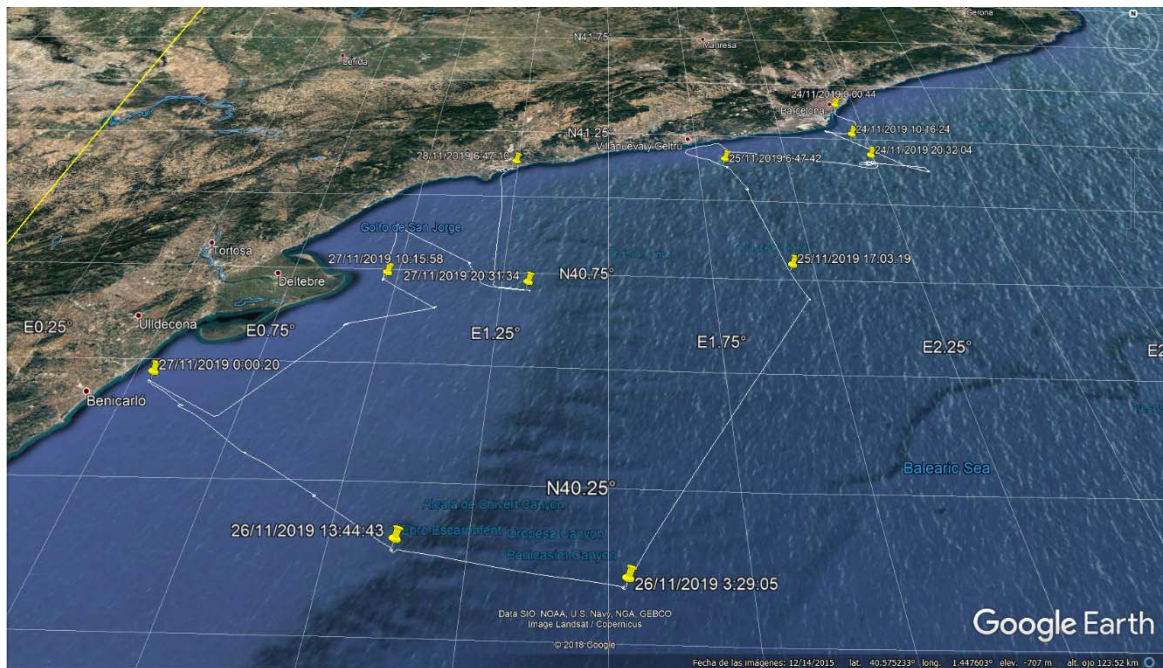 Gerona
N41.75
Manresa
Lerida
24/11/2019 0:00:44
Barcelona
N41.25
24/11/2019 10:16:24
Villanueva y Geltrú
24/11/2019 20:32:04
28/11/2019 6:47:10
25/11/2019 6:47:42
Golfo de San Jorge
Tortosa
27/11/2019 10:15:58
25/11/2019 17:03:19
Deltebre
27/11/2019 20:31:34
N40.75°
E0.25°
Ulldecona
E0.75°
E1.25°
E1.75°
E2.25°
27/11/2019 0:00:20
Benicarló
Balearic Sea
N40.25°
Alcala de Chivert Canyon
26/11/2019 13:44:43
Ebro Escarpment
Oropesa Canyon
Benicasim Canyon
26/11/2019 3:29:05
Data SIO, NOAA, U.S. Navy, NGA, GEBCO
Image Landsat / Copernicus
© 2018 Google
Google Earth
Fecha de las imágenes: 12/14/2015 lat. 40.575233° long. 1.447603° elev. -707 m alt. ojo 123.52 km